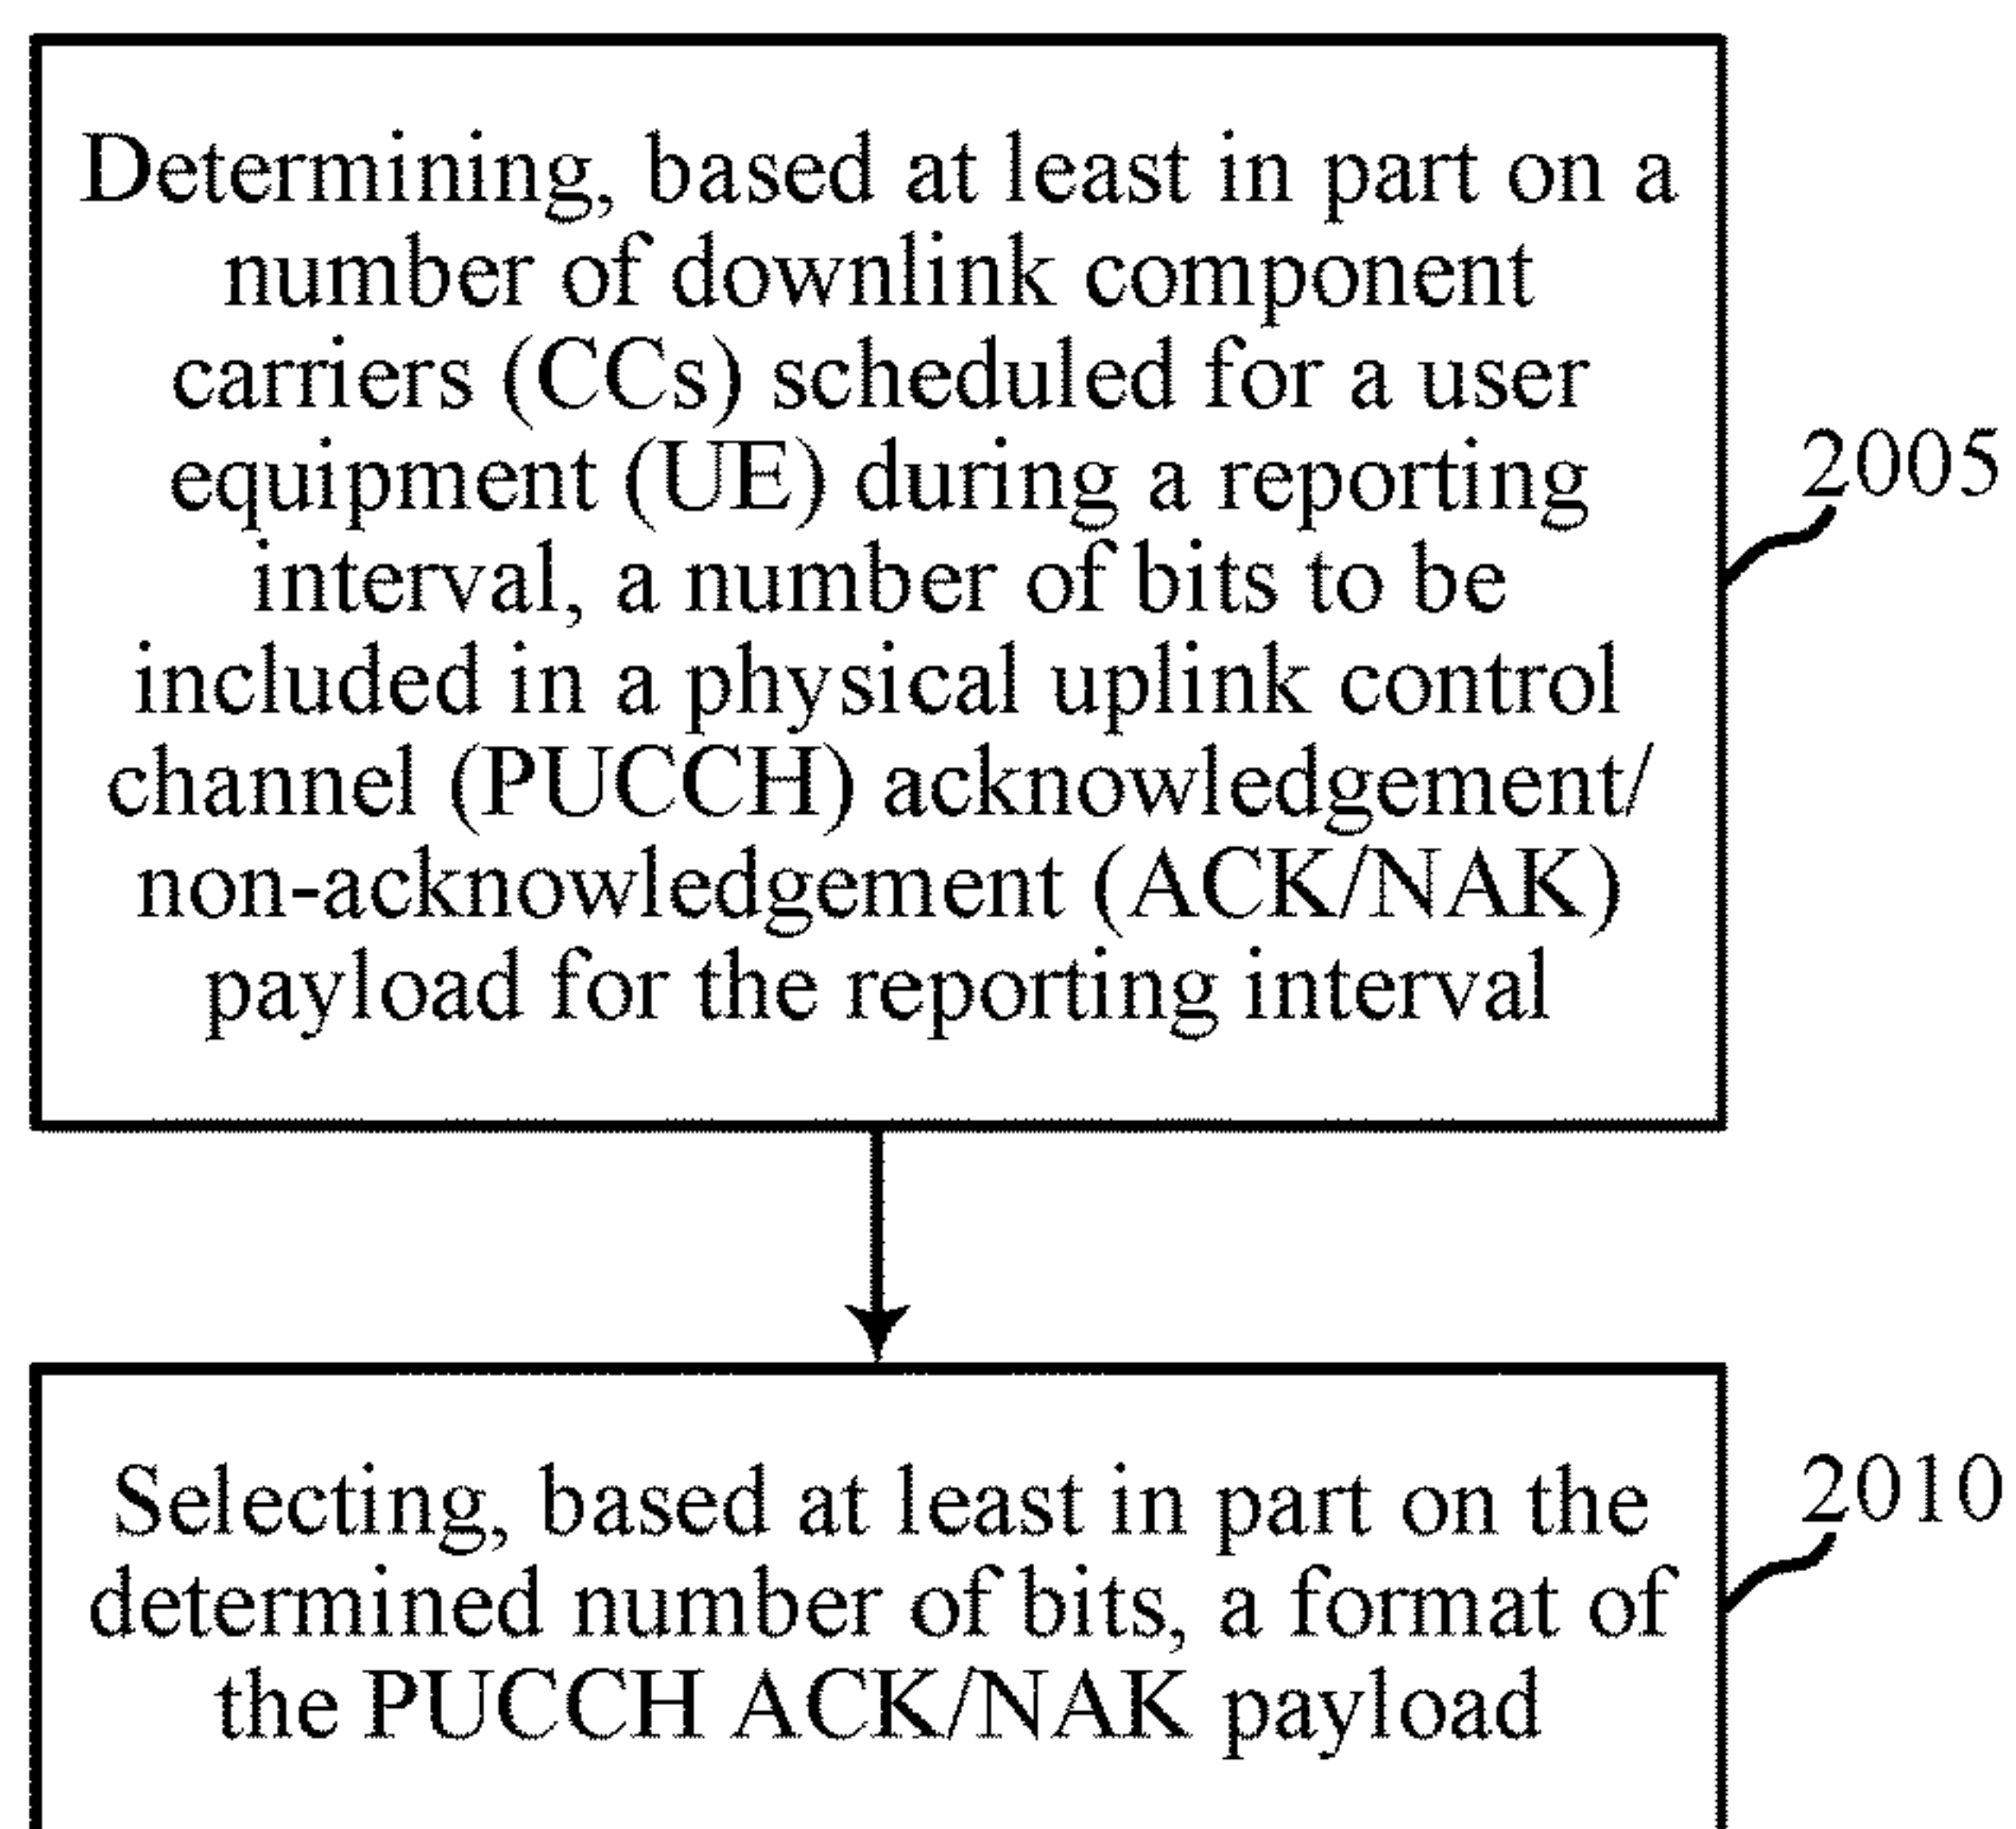 Determining, based at least in part on a
number of downlink component
carriers (CCs) scheduled for a user
equipment (UE) during a reporting
interval, a number of bits to be
included in a physical uplink control
channel (PUCCH) acknowledgement/
non-acknowledgement (ACK/NAK)
payload for the reporting interval
2005
Selecting, based at least in part on the
determined number of bits, a format of
the PUCCH ACK/NAK payload
2010